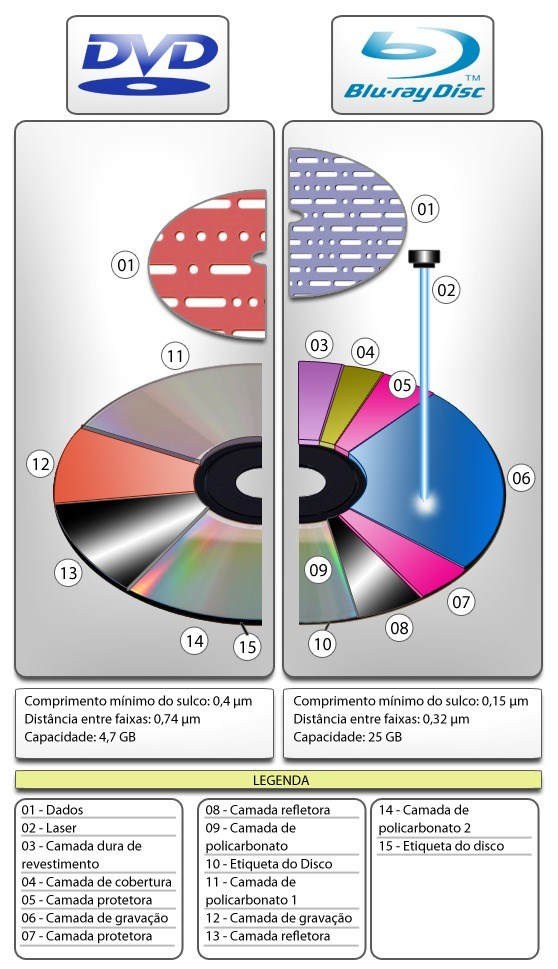 DVD
Blu-ray Disc™
01
01
02
03
04
05
11
12
06
13
09
07
08
14
15
10
Comprimento mínimo do sulco: 0,4 µm
Distância entre faixas: 0,74 µm
Capacidade: 4,7 GB
Comprimento mínimo do sulco: 0,15 µm
Distância entre faixas: 0,32 µm
Capacidade: 25 GB
LEGENDA
01 - Dados
02 - Laser
03 - Camada dura de
revestimento
04 - Camada de cobertura
05 - Camada protetora
06 - Camada de gravação
07 - Camada protetora
08 - Camada refletora
09 - Camada de
policarbonato
10 - Etiqueta do Disco
11 - Camada de
policarbonato 1
12 - Camada de gravação
13 - Camada refletora
14 - Camada de
policarbonato 2
15 - Etiqueta do disco